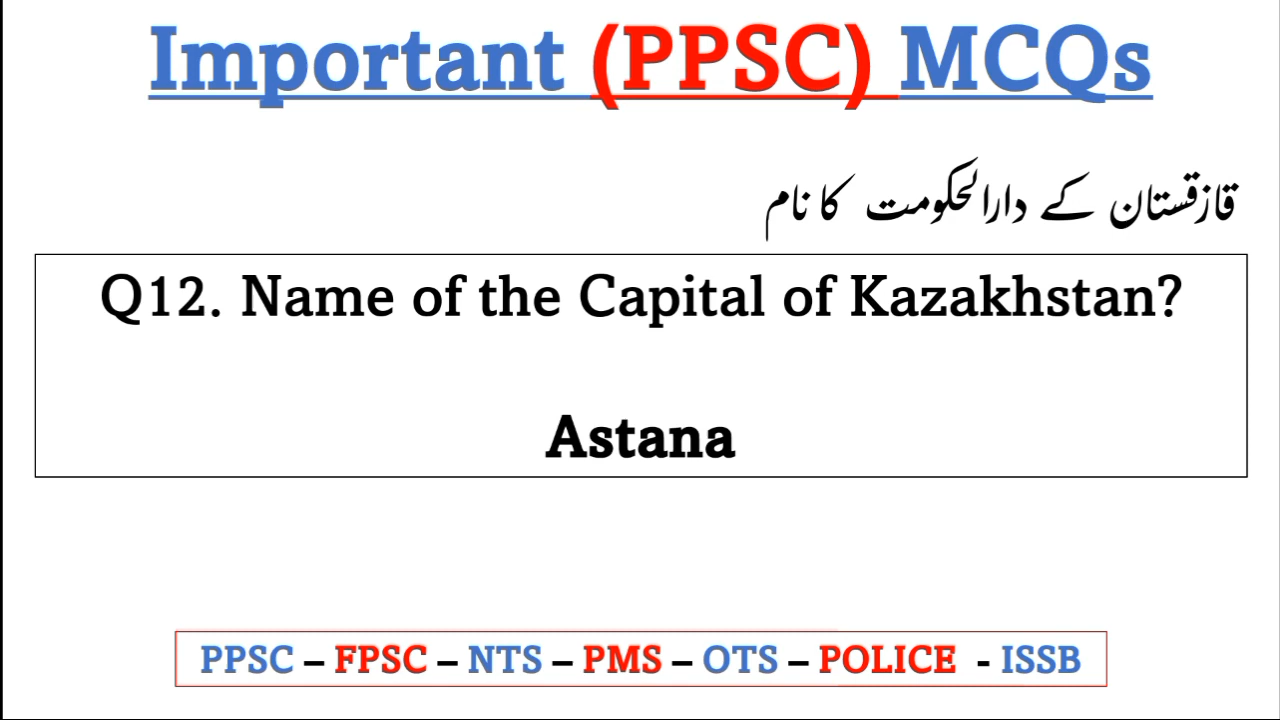 Important (PPSC) MCQs
قازقستان کے دارالحکومت کا نام
Q12. Name of the Capital of Kazakhstan?
Astana
PPSC – FPSC – NTS – PMS – OTS – POLICE - ISSB